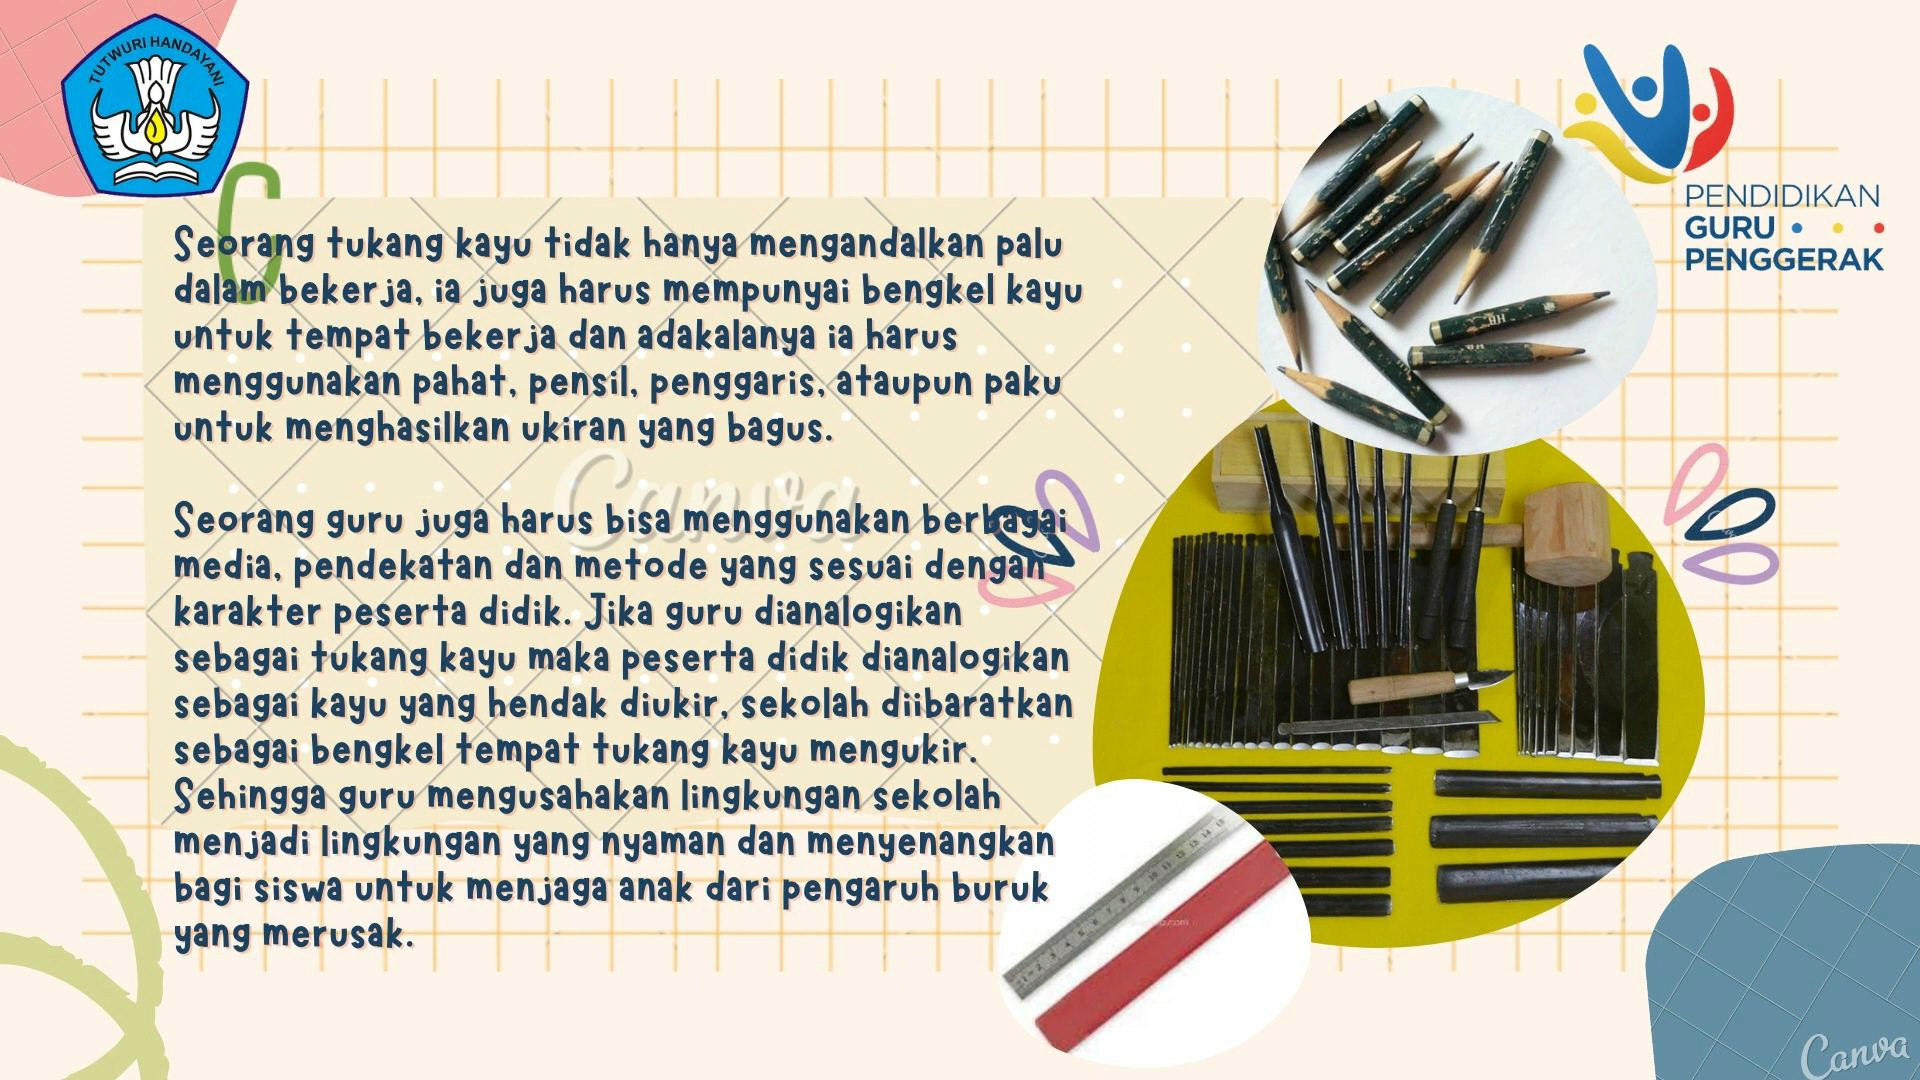 TUTWURI HANDAYANI
PENDIDIKAN
GURU
PENGGERAK
C
Seorang tukang kayu tidak hanya mengandalkan palu
dalam bekerja, ia juga harus mempunyai bengkel kayu
untuk tempat bekerja dan adakalanya ia harus
menggunakan pahat, pensil, penggaris, ataupun paku
untuk menghasilkan ukiran yang bagus.
Seorang guru juga harus bisa menggunakan berbagai
media, pendekatan dan metode yang sesuai dengan
karakter peserta didik. Jika guru dianalogikan
sebagai tukang kayu maka peserta didik dianalogikan
sebagai kayu yang hendak diukir, sekolah diibaratkan
sebagai bengkel tempat tukang kayu mengukir.
Sehingga guru mengusahakan lingkungan sekolah
menjadi lingkungan yang nyaman dan menyenangkan
bagi siswa untuk menjaga anak dari pengaruh buruk
yang merusak.
Canva
HB
Canva